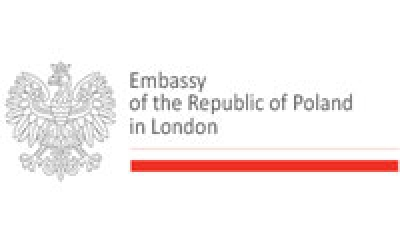 Embassy
of the Republic of Poland
in London